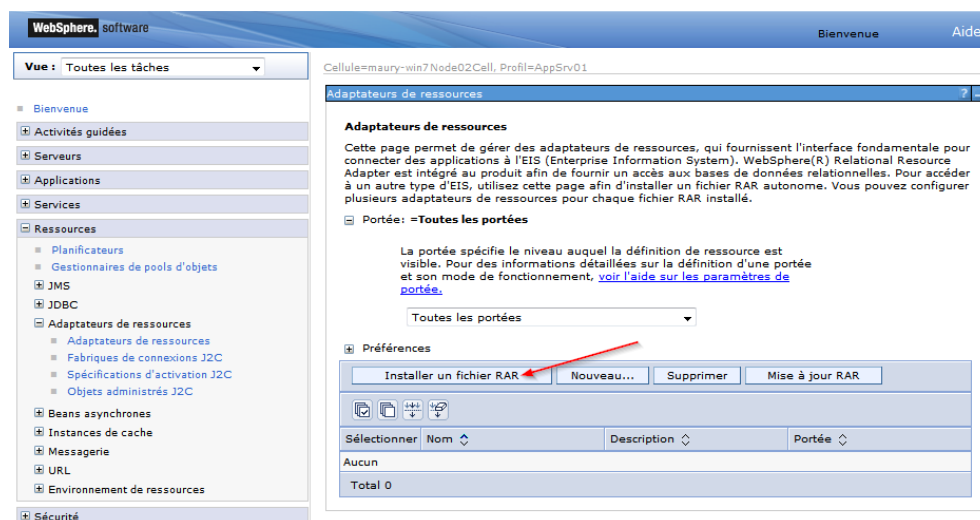 WebSphere. software
Bienvenue
Aide
Vue : Toutes les tâches
Bienvenue
Activités guidées
Serveurs
Applications
Services
Ressources
Planificateurs
Gestionnaires de pools d'objets
JMS
JDBC
Adaptateurs de ressources
Adaptateurs de ressources
Fabriques de connexions J2C
Spécifications d'activation J2C
Objets administrés J2C
Beans asynchrones
Instances de cache
Messagerie
URL
Environnement de ressources
Sécurité
Cellule=maury-win7Node02Cell, Profil=AppSrv01
Adaptateurs de ressources ? -
Adaptateurs de ressources
Cette page permet de gérer des adaptateurs de ressources, qui fournissent l'interface fondamentale pour
connecter des applications à l'EIS (Enterprise Information System). WebSphere(R) Relational Resource
Adapter est intégré au produit afin de fournir un accès aux bases de données relationnelles. Pour accéder
à un autre type d'EIS, utilisez cette page afin d'installer un fichier RAR autonome. Vous pouvez configurer
plusieurs adaptateurs de ressources pour chaque fichier RAR installé.
Portée: =Toutes les portées
La portée spécifie le niveau auquel la définition de ressource est
visible. Pour des informations détaillées sur la définition d'une portée
et son mode de fonctionnement, voir l'aide sur les paramètres de
portée.
Toutes les portées
Préférences
Installer un fichier RAR Nouveau... Supprimer Mise à jour RAR
Sélectionner Nom Description Portée
Aucun
Total 0